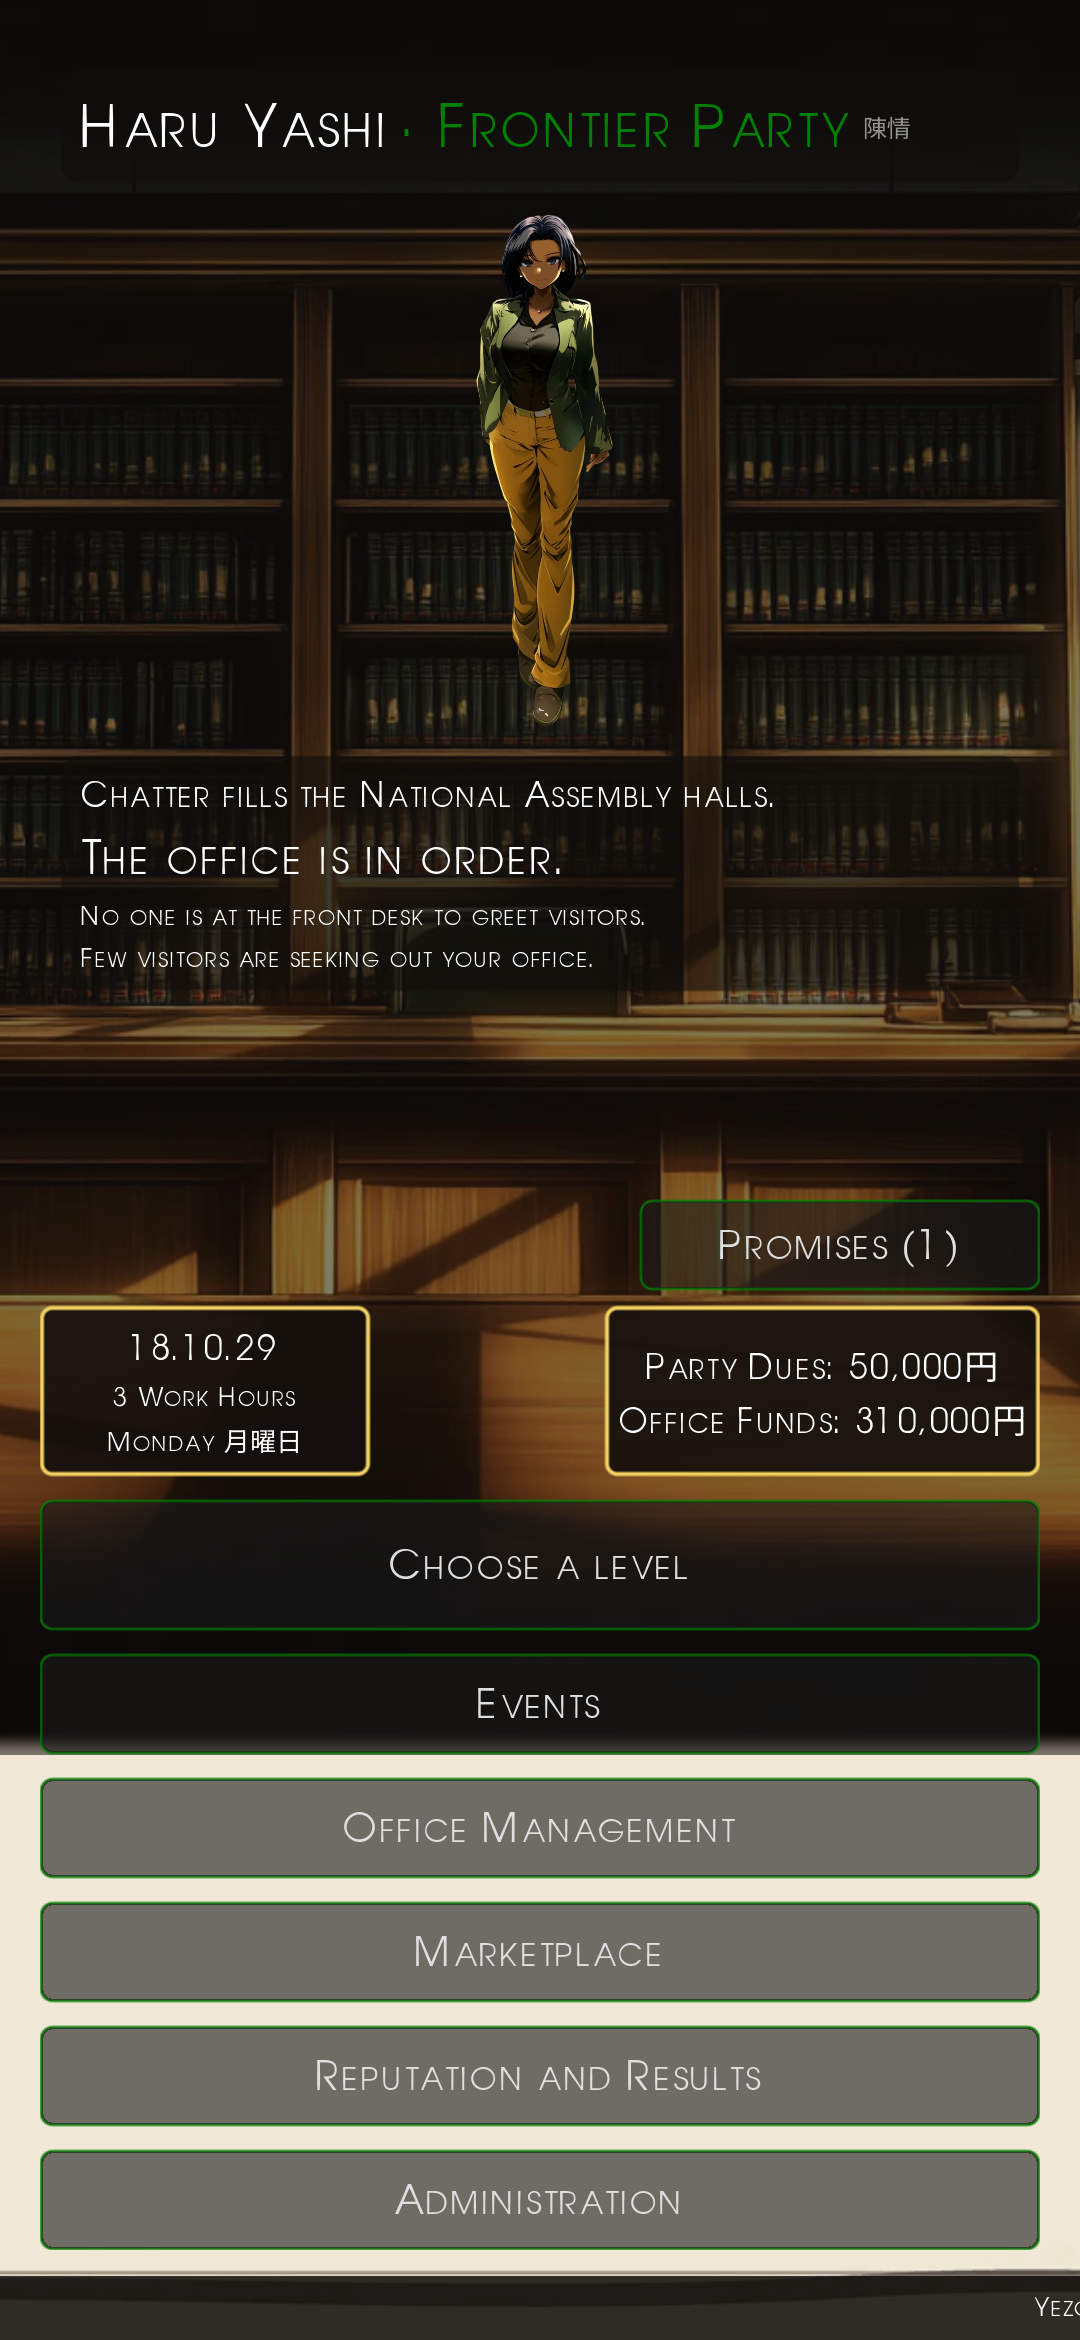 Haru Yashi · Frontier Party 陳情
Chatter fills the National Assembly halls.
The office is in order.
No one is at the front desk to greet visitors.
Few visitors are seeking out your office.
Promises (1)
18.10.29
3 Work Hours
Monday 月曜日
Party Dues: 50,000円
Office Funds: 310,000円
Choose a level
Events
Office Management
Marketplace
Reputation and Results
Administration